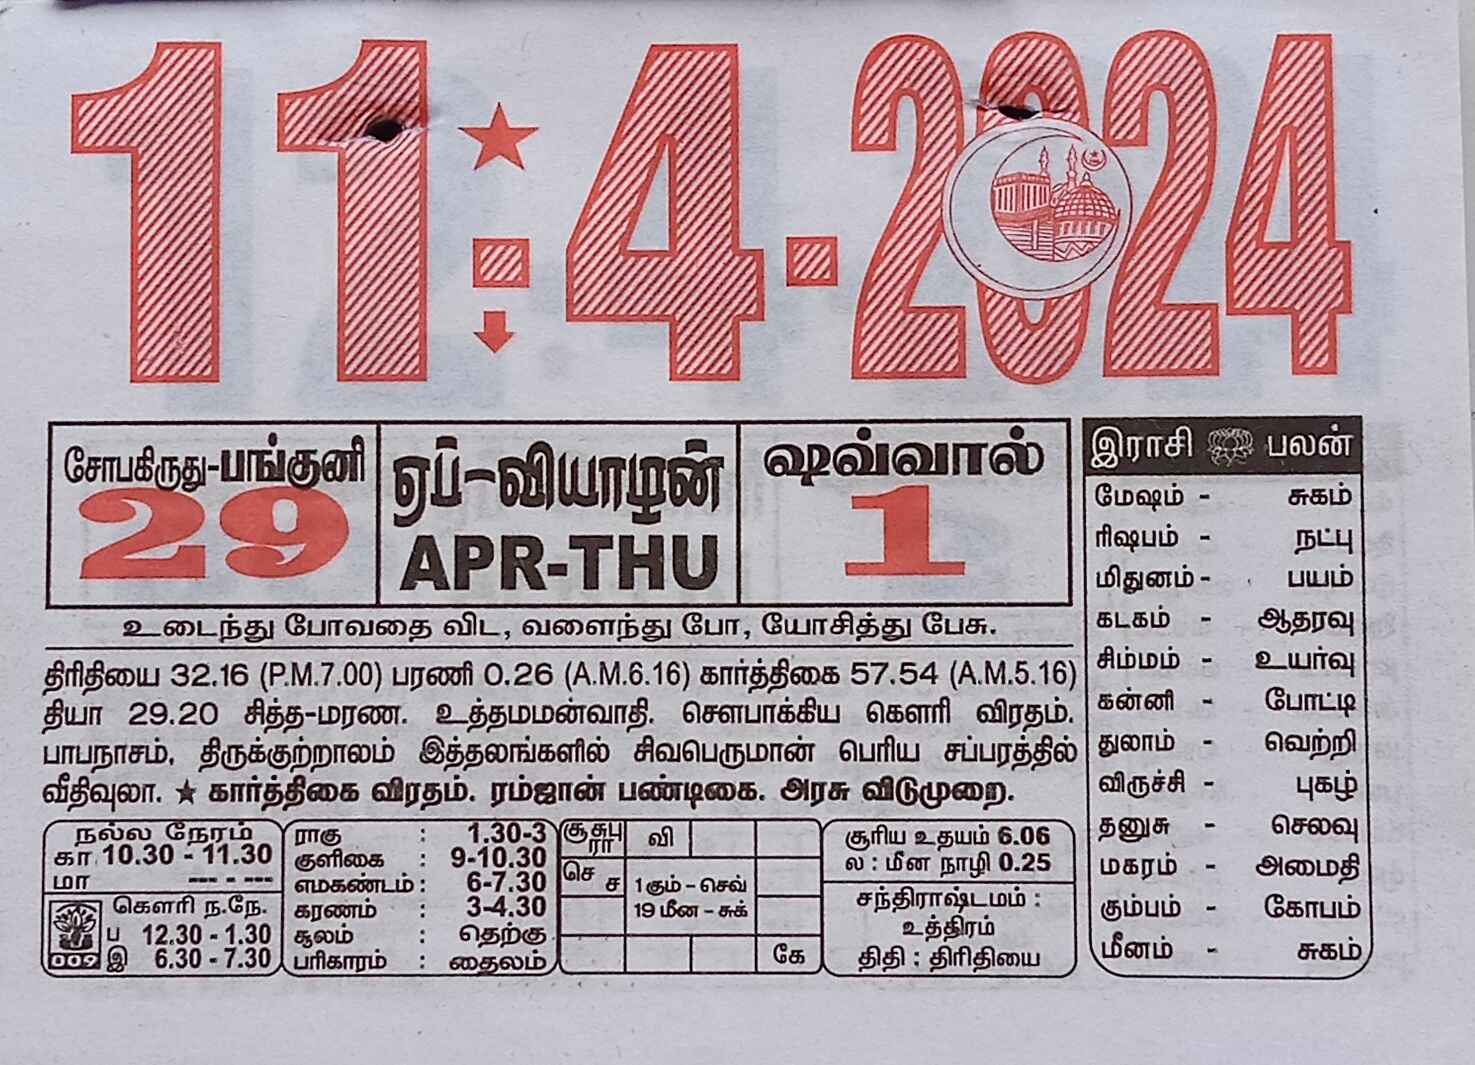 11-4-2024
சோபகிருது-பங்குனி
29
ஏப்-வியாழன்
APR-THU
ஷவ்வால்
1
உடைந்து போவதை விட, வளைந்து போ, யோசித்து பேசு.
திரிதியை 32.16 (P.M.7.00) பரணி 0.26 (A.M.6.16) கார்த்திகை 57.54 (A.M.5.16)
தியா 29.20 சித்த-மரண. உத்தமமன்வாதி. சௌபாக்கிய கௌரி விரதம்.
பாபநாசம், திருக்குற்றாலம் இத்தலங்களில் சிவபெருமான் பெரிய சப்பரத்தில்
வீதிவுலா. ★ கார்த்திகை விரதம். ரம்ஜான் பண்டிகை. அரசு விடுமுறை.
நல்ல நேரம்
கா 10.30 - 11.30
மா --- - ---
கௌரி ந.நே.
ப 12.30 - 1.30
இ 6.30 - 7.30
009
ராகு : 1.30-3
குளிகை : 9-10.30
எமகண்டம் : 6-7.30
கரணம் : 3-4.30
சூலம் : தெற்கு
பரிகாரம் : தைலம்
சூ சு பு
ரா
வி
செ
ச
1 கும் - செவ்
19 மீன - சுக்
கே
சூரிய உதயம் 6.06
ல : மீன நாழி 0.25
சந்திராஷ்டமம் :
உத்திரம்
திதி : திரிதியை
இராசி பலன்
மேஷம் - சுகம்
ரிஷபம் - நட்பு
மிதுனம் - பயம்
கடகம் - ஆதரவு
சிம்மம் - உயர்வு
கன்னி - போட்டி
துலாம் - வெற்றி
விருச்சி - புகழ்
தனுசு - செலவு
மகரம் - அமைதி
கும்பம் - கோபம்
மீனம் - சுகம்